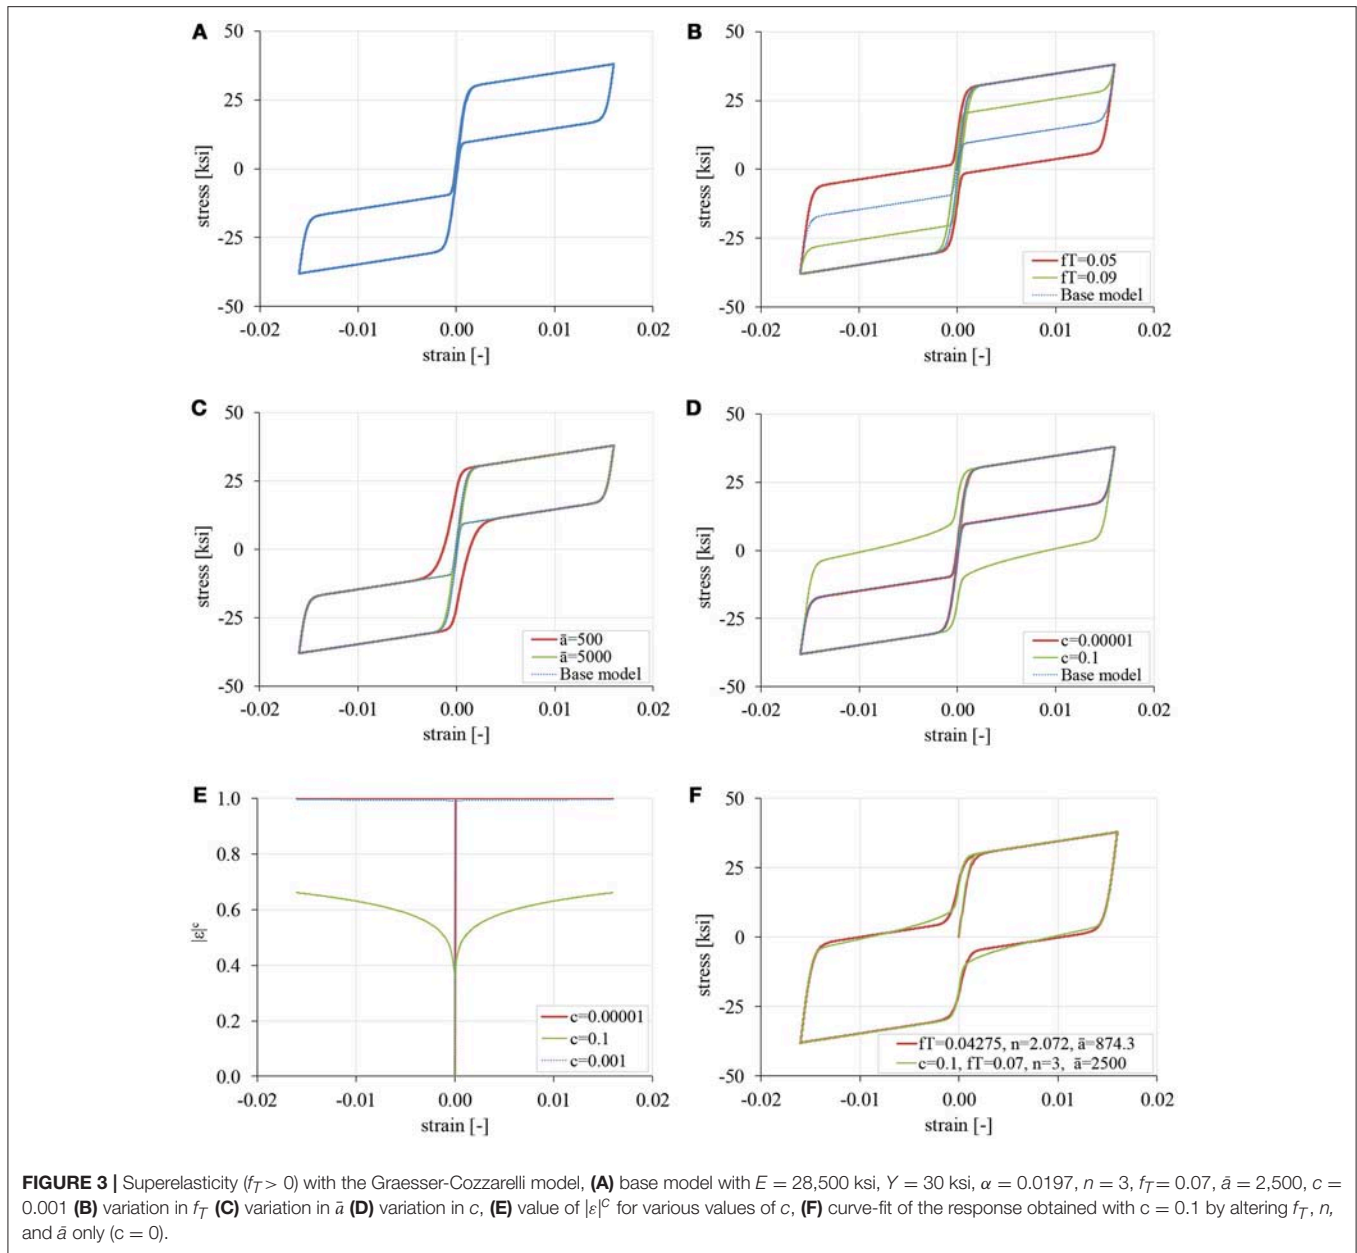 A
50
25
0
-25
-50
stress [ksi]
-0.02 -0.01 0.00 0.01 0.02
strain [-]
B
50
25
0
-25
-50
stress [ksi]
fT=0.05
fT=0.09
Base model
-0.02 -0.01 0.00 0.01 0.02
strain [-]
C
50
25
0
-25
-50
stress [ksi]
ā=500
ā=5000
Base model
-0.02 -0.01 0.00 0.01 0.02
strain [-]
D
50
25
0
-25
-50
stress [ksi]
c=0.00001
c=0.1
Base model
-0.02 -0.01 0.00 0.01 0.02
strain [-]
E
1.0
0.8
0.6
0.4
0.2
0.0
|ε|^c
c=0.00001
c=0.1
c=0.001
-0.02 -0.01 0.00 0.01 0.02
strain [-]
F
50
25
0
-25
-50
stress [ksi]
fT=0.04275, n=2.072, ā=874.3
c=0.1, fT=0.07, n=3, ā=2500
-0.02 -0.01 0.00 0.01 0.02
strain [-]
FIGURE 3 | Superelasticity (f_T > 0) with the Graesser-Cozzarelli model, (A) base model with E = 28,500 ksi, Y = 30 ksi, α = 0.0197, n = 3, f_T = 0.07, ā = 2,500, c =
0.001 (B) variation in f_T (C) variation in ā (D) variation in c, (E) value of |ε|^c for various values of c, (F) curve-fit of the response obtained with c = 0.1 by altering f_T, n,
and ā only (c = 0).